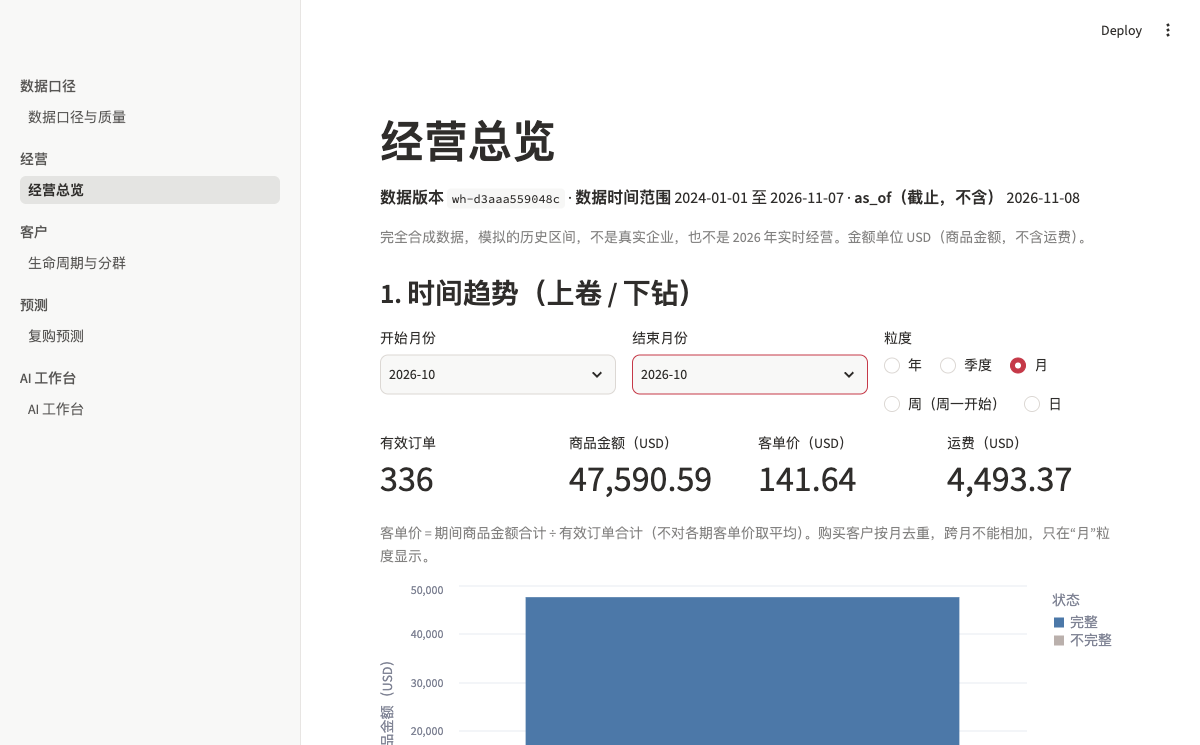 Deploy
数据口径
数据口径与质量
经营
经营总览
客户
生命周期与分群
预测
复购预测
AI 工作台
AI 工作台
经营总览
数据版本 wh-d3aaa559048c · 数据时间范围 2024-01-01 至 2026-11-07 · as_of（截止，不含） 2026-11-08
完全合成数据，模拟的历史区间，不是真实企业，也不是 2026 年实时经营。金额单位 USD（商品金额，不含运费）。
1. 时间趋势（上卷 / 下钻）
开始月份
2026-10
结束月份
2026-10
粒度
年 季度 月
周（周一开始） 日
有效订单
336
商品金额（USD）
47,590.59
客单价（USD）
141.64
运费（USD）
4,493.37
客单价 = 期间商品金额合计 ÷ 有效订单合计（不对各期客单价取平均）。购买客户按月去重，跨月不能相加，只在“月”粒
度显示。
50,000
40,000
30,000
20,000
品金额（USD）
状态
完整
不完整